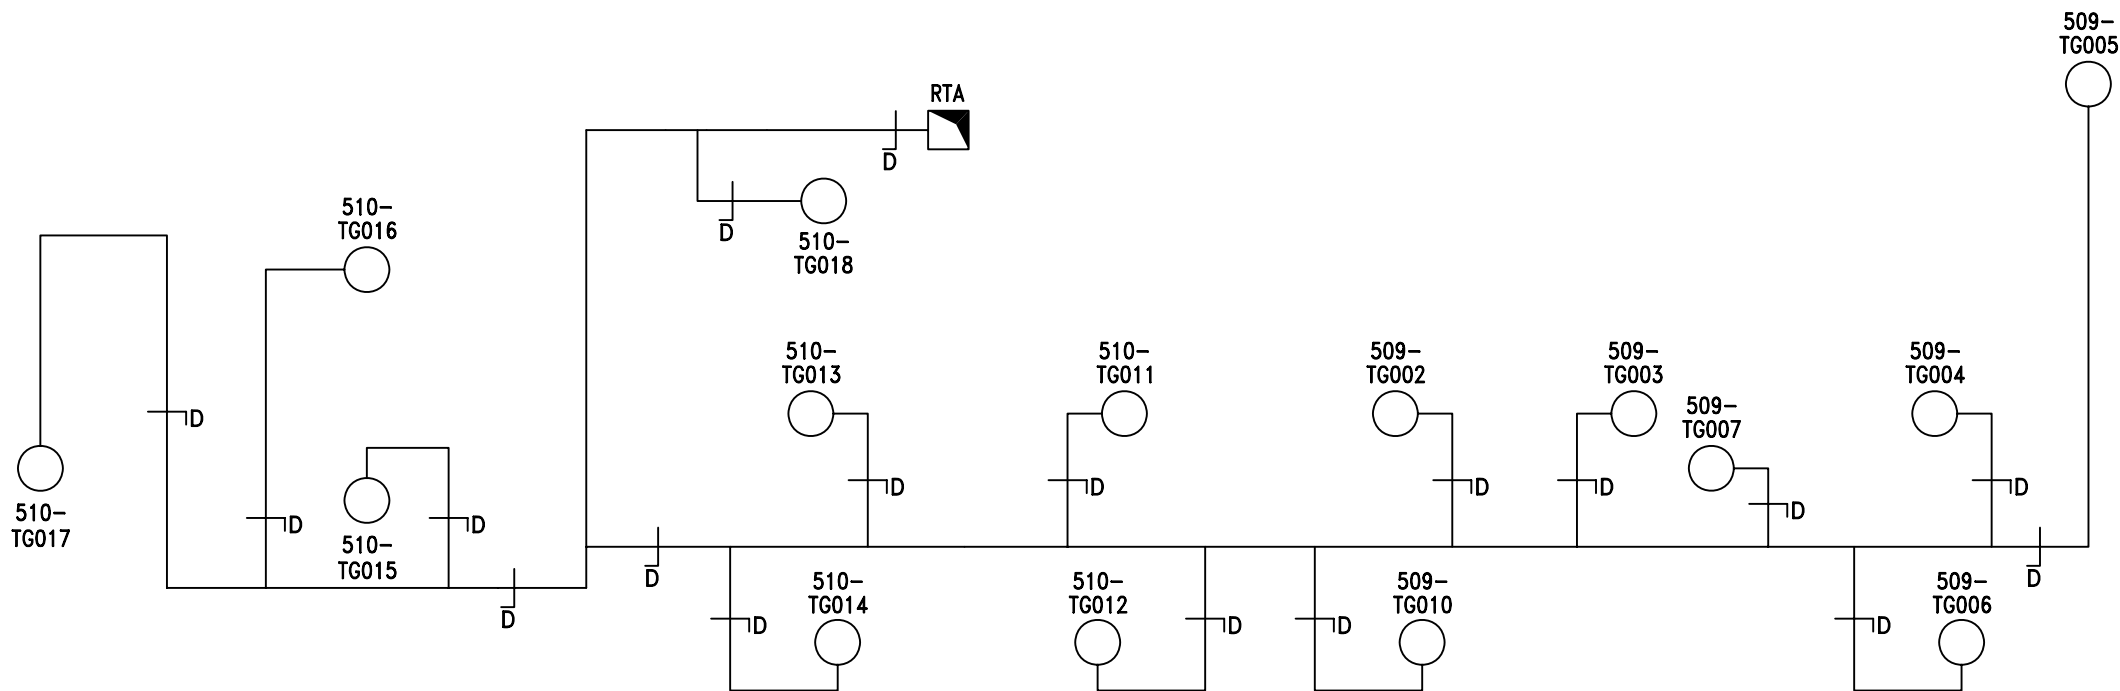 509-
TG005
RTA
D
510-
TG016
D
510-
TG018
510-
TG013
510-
TG011
509-
TG002
509-
TG003
509-
TG004
509-
TG007
D
D
D
D
D
D
D
510-
TG017
D
D
510-
TG015
D
D
D
D
510-
TG014
510-
TG012
509-
TG010
509-
TG006
D
D
D
D